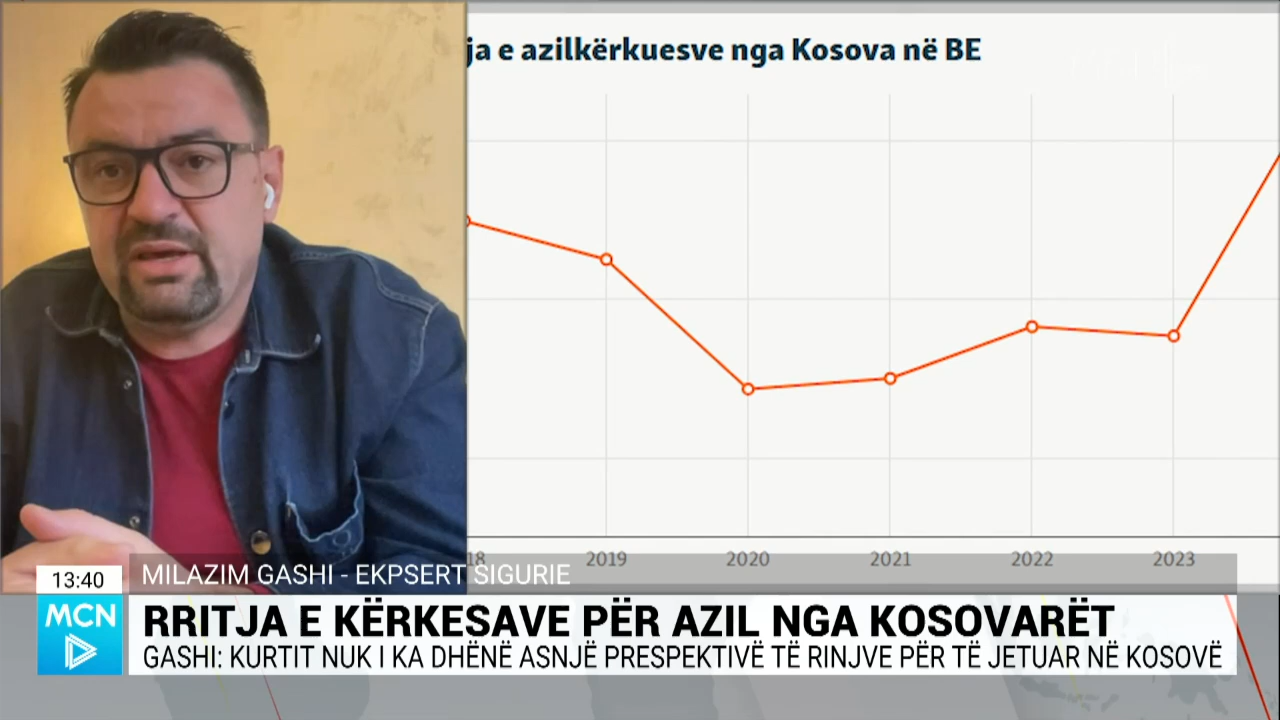 ja e azilkërkuesve nga Kosova në BE
18 2019 2020 2021 2022 2023
13:40
MILAZIM GASHI - EKPSERT SIGURIE
MCN
RRITJA E KËRKESAVE PËR AZIL NGA KOSOVARËT
GASHI: KURTIT NUK I KA DHËNË ASNJË PRESPEKTIVË TË RINJVE PËR TË JETUAR NË KOSOVË